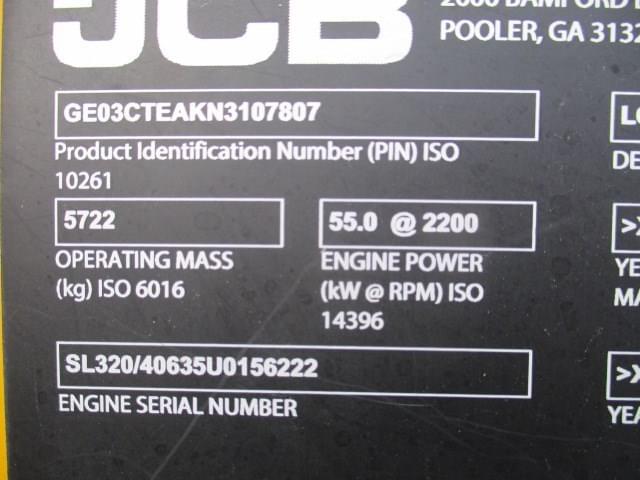 JCB
POOLER, GA
GE03CTEAKN3107807
Product Identification Number (PIN) ISO
10261
5722
55.0 @ 2200
OPERATING MASS
(kg) ISO 6016
ENGINE POWER
(kW @ RPM) ISO
14396
SL320/40635U0156222
ENGINE SERIAL NUMBER